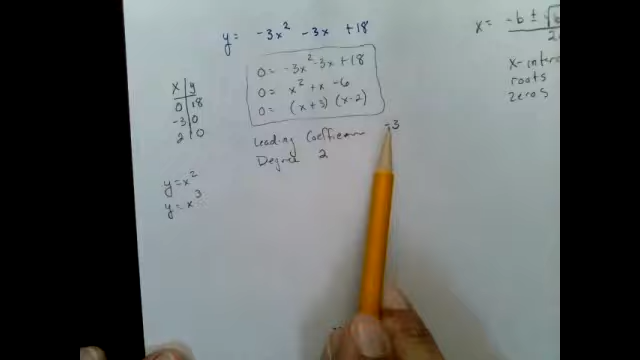 y = -3x² -3x +18
0 = -3x² -3x +18
0 = x² + x -6
0 = (x+3) (x-2)
x | y
0 | 18
-3 | 0
2 | 0
Leading Coefficient -3
Degree 2
y = x²
y = x³
x = -b ± √b
2
x-inter
roots
zeros